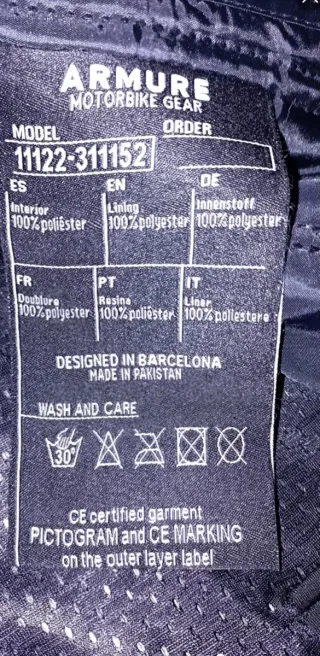 ARMURE
MOTORBIKE GEAR
MODEL ORDER
11122-311152
ES EN DE
Interior Lining Innenstoff
100%poliéster 100%polyester 100%polyester
FR PT IT
Doublure Resina Liner
100%polyester 100%poliéster 100%poliestere
DESIGNED IN BARCELONA
MADE IN PAKISTAN
WASH AND CARE
30°
CE certified garment
PICTOGRAM and CE MARKING
on the outer layer label